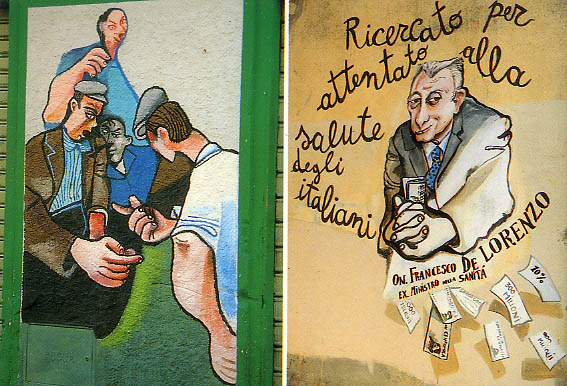 Ricercato per
attentato alla
salute
degli
italiani
ON. FRANCESCO DE LORENZO
EX MINISTRO DELLA SANITÀ
10%